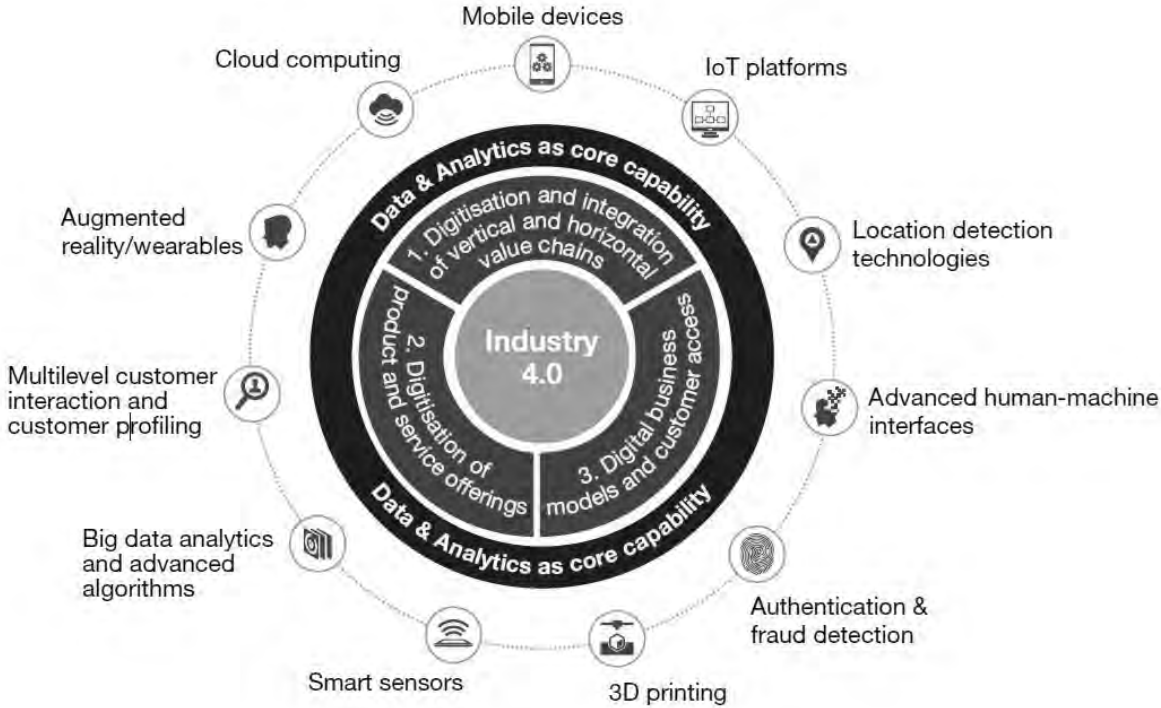 Mobile devices
Cloud computing
IoT platforms
Data & Analytics as core capability
1. Digitisation and integration
of vertical and horizontal
value chains
Augmented
reality/wearables
Location detection
technologies
Industry
4.0
2. Digitisation of
product and service offerings
3. Digital business
models and customer access
Multilevel customer
interaction and
customer profiling
Advanced human-machine
interfaces
Data & Analytics as core capability
Big data analytics
and advanced
algorithms
Authentication &
fraud detection
Smart sensors
3D printing